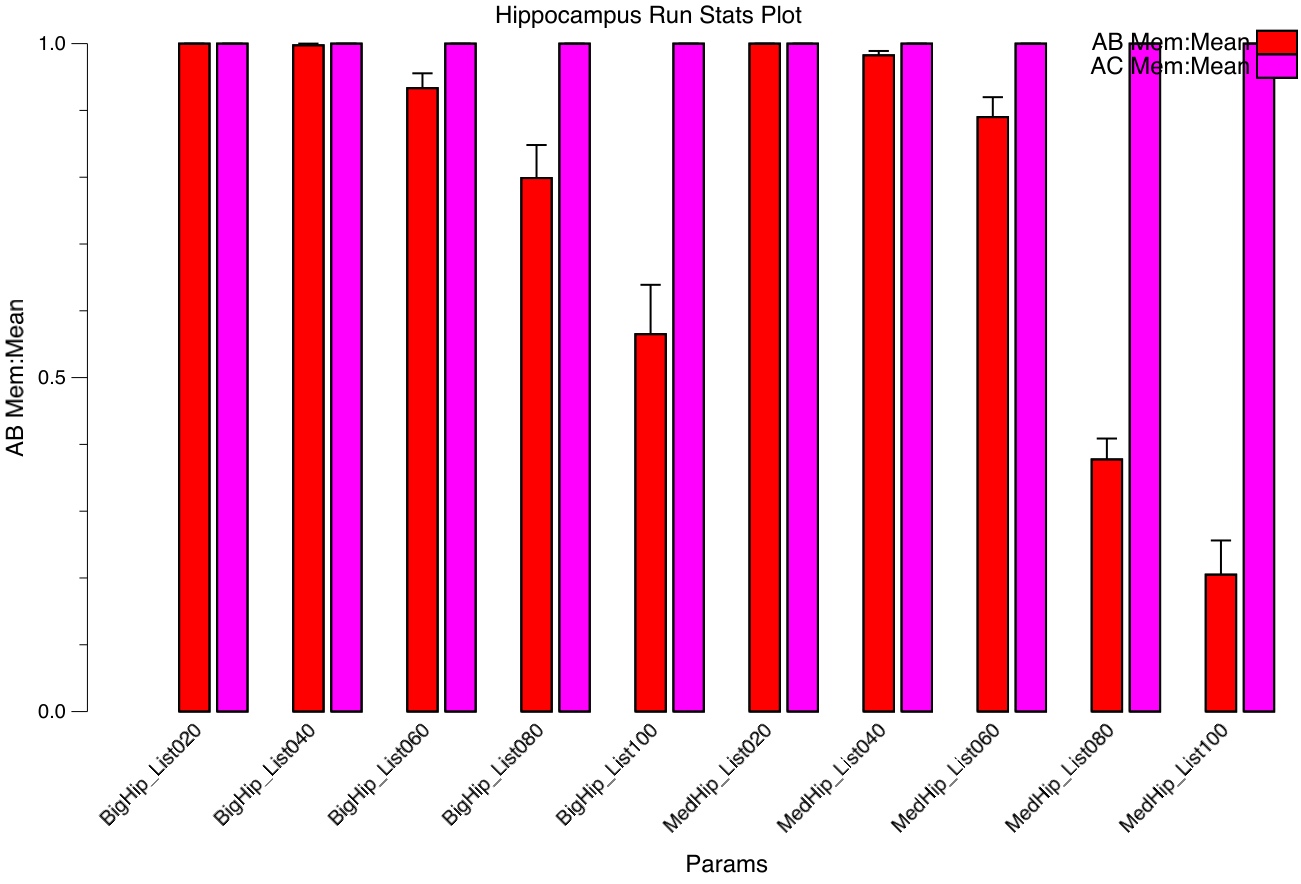 Hippocampus Run Stats Plot
AB Mem:Mean
AC Mem:Mean
1.0
0.5
0.0
AB Mem:Mean
BigHip_List020
BigHip_List040
BigHip_List060
BigHip_List080
BigHip_List100
MedHip_List020
MedHip_List040
MedHip_List060
MedHip_List080
MedHip_List100
Params